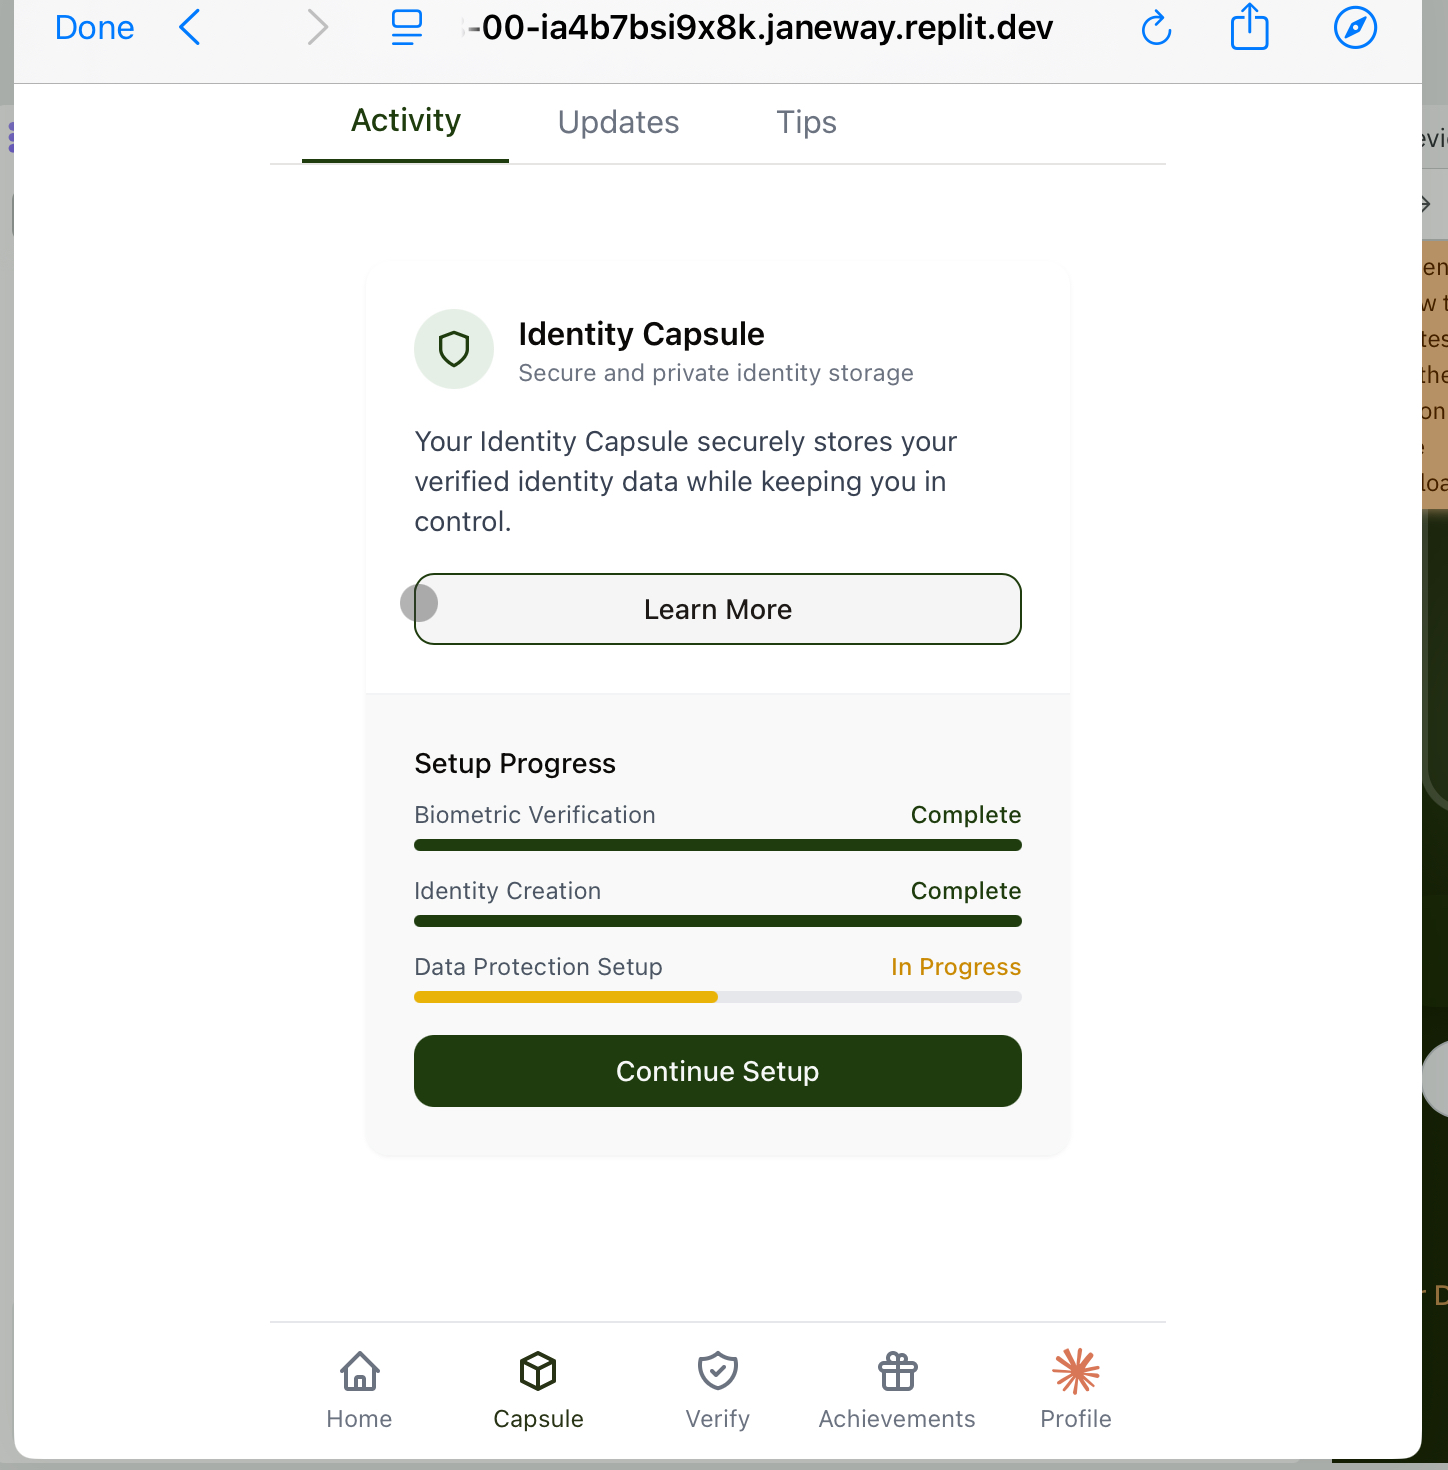 Done
-00-ia4b7bsi9x8k.janeway.replit.dev
Activity
Updates
Tips
Identity Capsule
Secure and private identity storage
Your Identity Capsule securely stores your
verified identity data while keeping you in
control.
Learn More
Setup Progress
Biometric Verification
Complete
Identity Creation
Complete
Data Protection Setup
In Progress
Continue Setup
Home
Capsule
Verify
Achievements
Profile